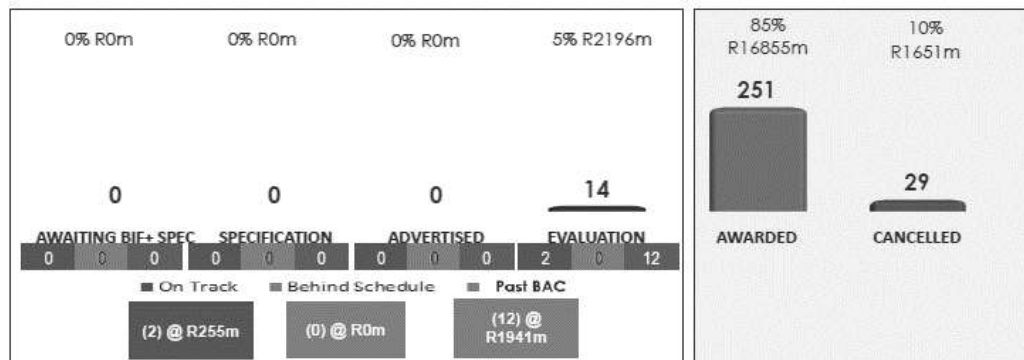 0% R0m 0% R0m 0% R0m 5% R2196m
0 0 0 14
AWAITING BIF+ SPEC SPECIFICATION ADVERTISED EVALUATION
0 0 0 0 0 0 0 0 0 2 0 12
On Track Behind Schedule Past BAC
(2) @ R255m (0) @ R0m (12) @
R1941m
85% 10%
R16855m R1651m
251
29
AWARDED CANCELLED